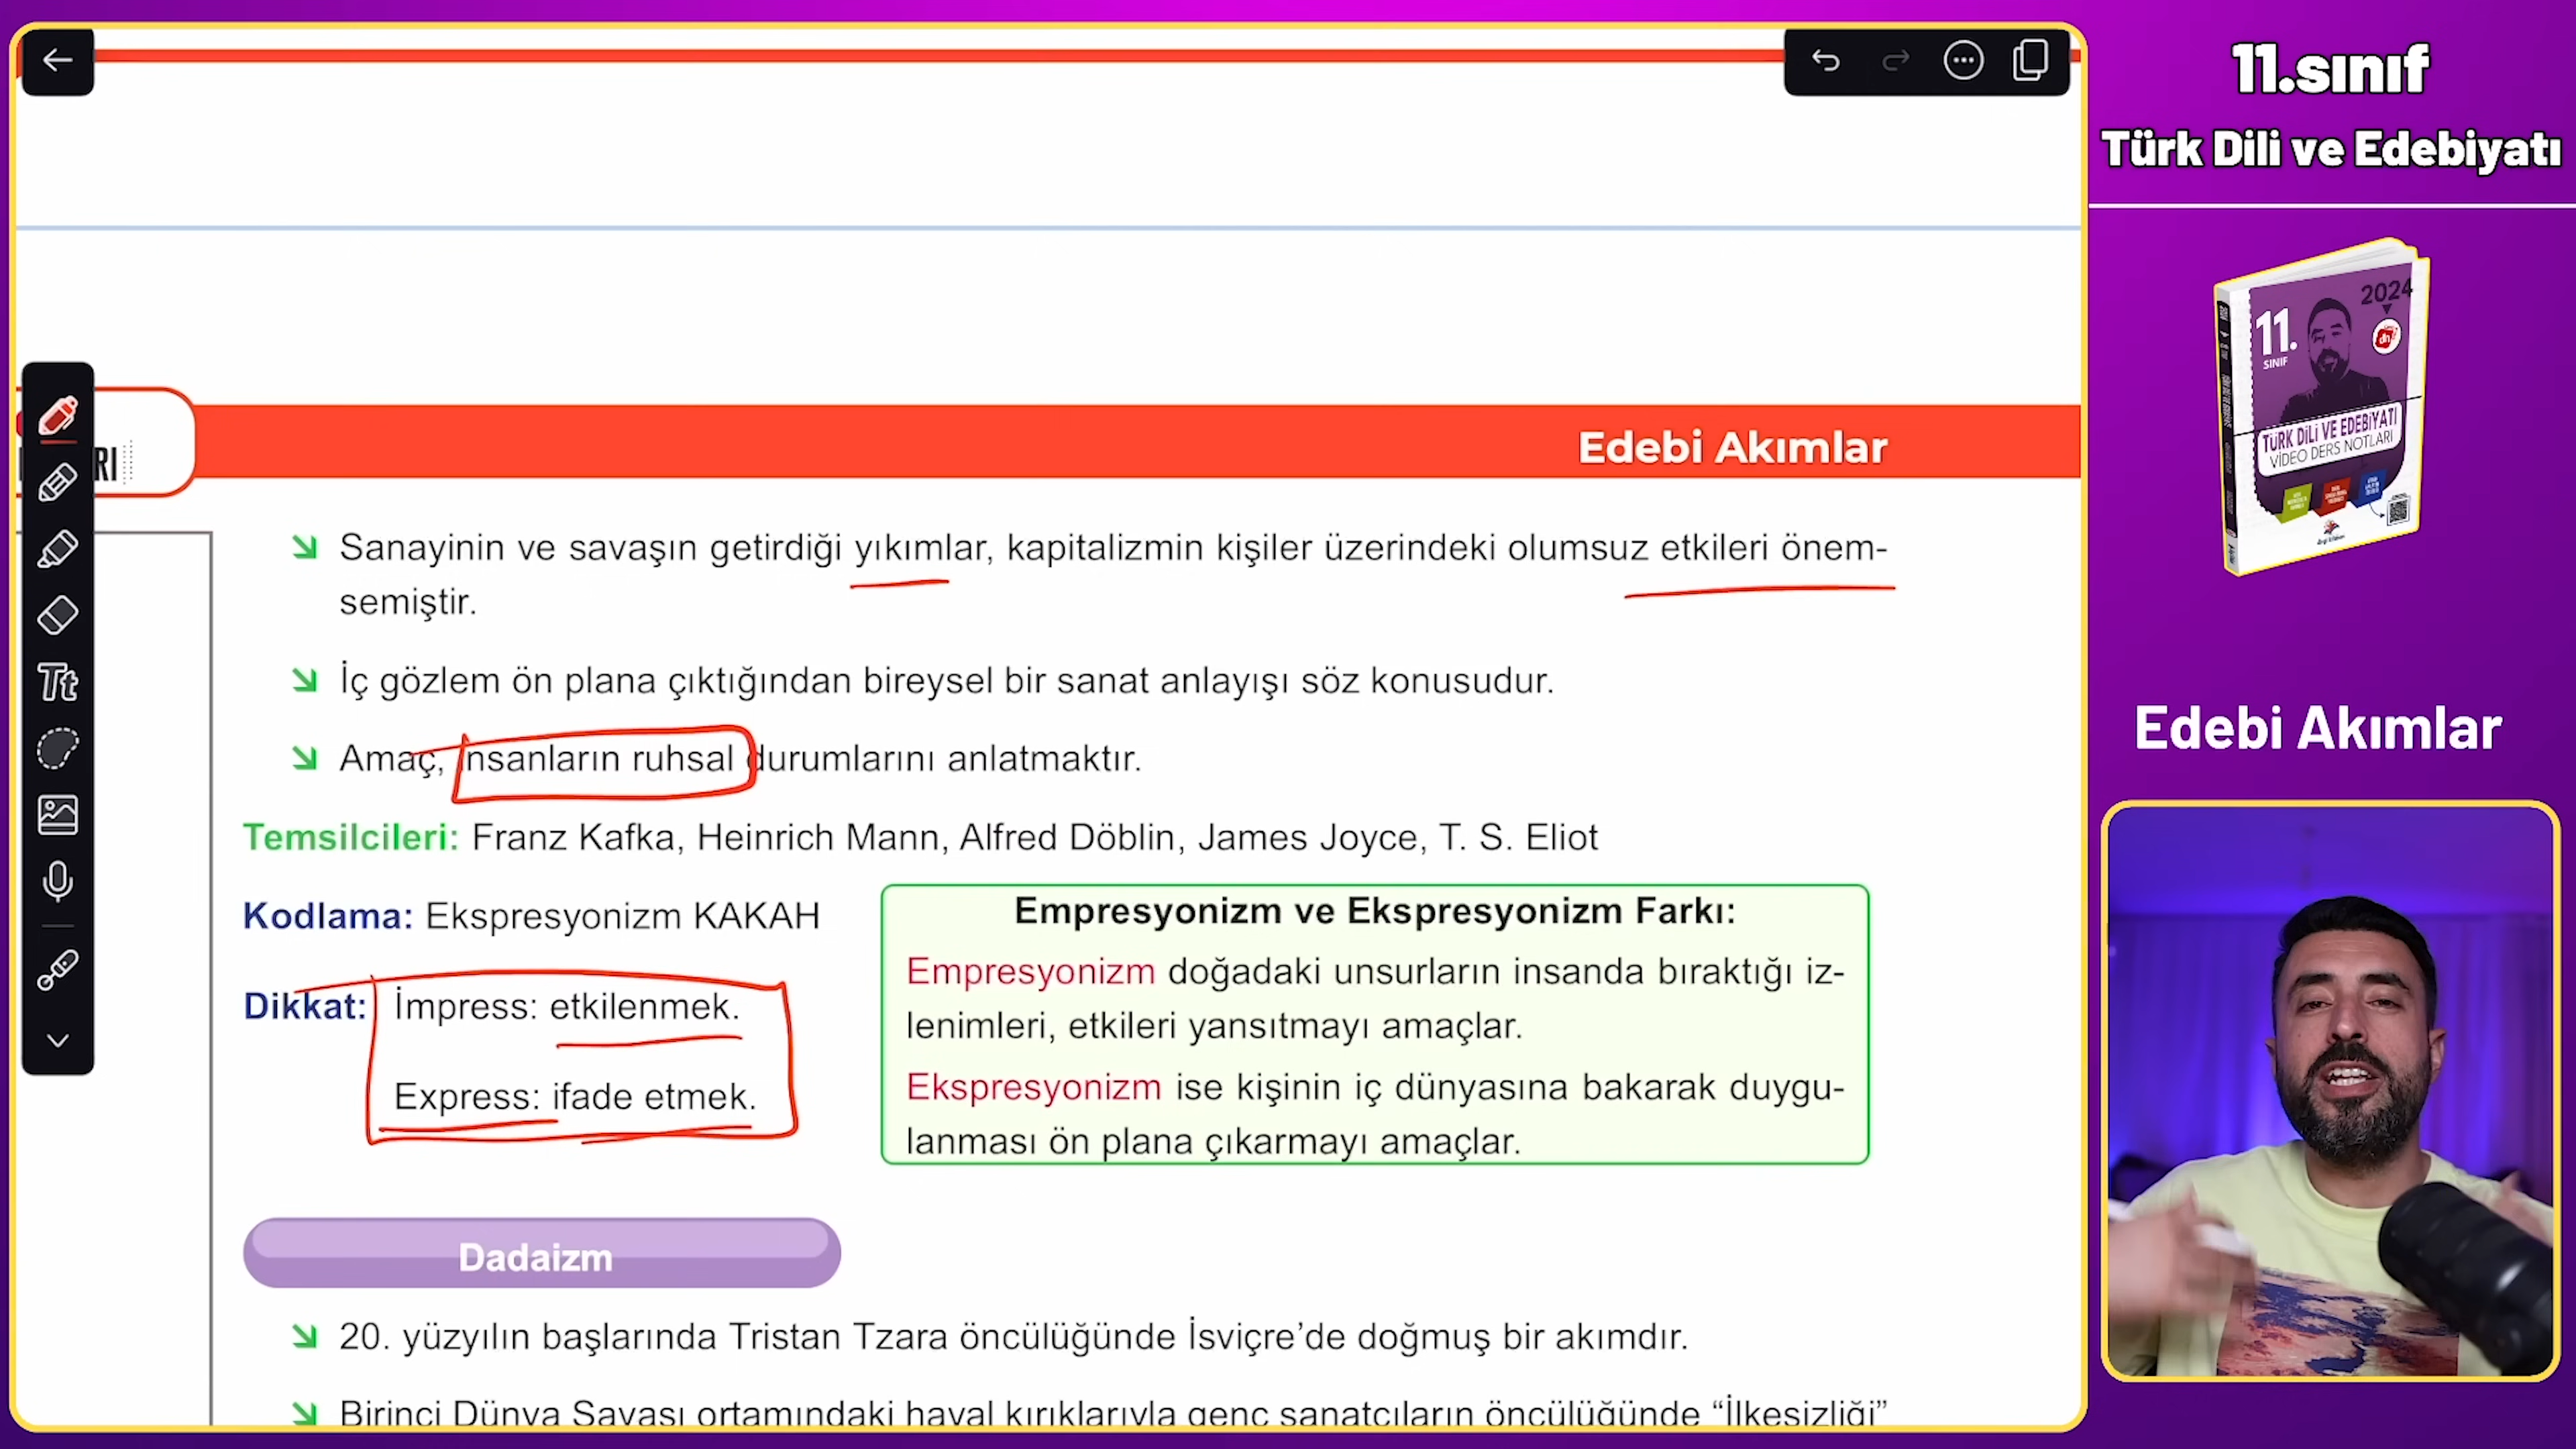 11.sınıf
Türk Dili ve Edebiyatı
2024
11.
SINIF
TÜRK DİLİ VE EDEBİYATI
VİDEO DERS NOTLARI
Edebi Akımlar
RI
Edebi Akımlar
Sanayinin ve savaşın getirdiği yıkımlar, kapitalizmin kişiler üzerindeki olumsuz etkileri önem-
semiştir.
İç gözlem ön plana çıktığından bireysel bir sanat anlayışı söz konusudur.
Amaç, insanların ruhsal durumlarını anlatmaktır.
Temsilcileri: Franz Kafka, Heinrich Mann, Alfred Döblin, James Joyce, T. S. Eliot
Kodlama: Ekspresyonizm KAKAH
Dikkat: İmpress: etkilenmek.
Express: ifade etmek.
Empresyonizm ve Ekspresyonizm Farkı:
Empresyonizm doğadaki unsurların insanda bıraktığı iz-
lenimleri, etkileri yansıtmayı amaçlar.
Ekspresyonizm ise kişinin iç dünyasına bakarak duygu-
lanması ön plana çıkarmayı amaçlar.
Dadaizm
20. yüzyılın başlarında Tristan Tzara öncülüğünde İsviçre’de doğmuş bir akımdır.
Birinci Dünya Savaşı ortamındaki hayal kırıklarıyla genç sanatçıların öncülüğünde “İlkesizliği”
Tt